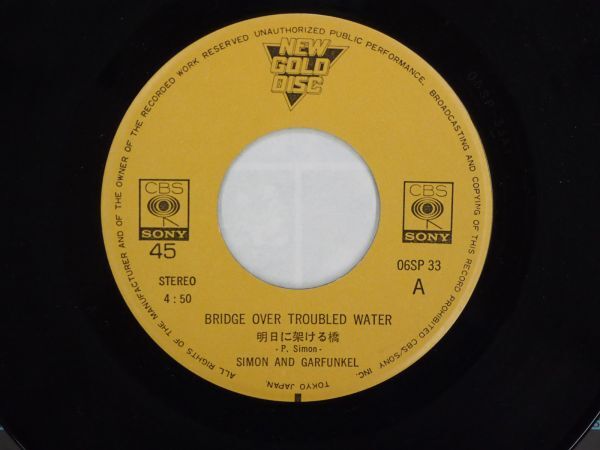 ALL RIGHTS OF THE MANUFACTURER AND OF THE OWNER OF THE RECORDED WORK RESERVED UNAUTHORIZED PUBLIC PERFORMANCE, BROADCASTING AND COPYING OF THIS RECORD PROHIBITED CBS/SONY INC.
TOKYO JAPAN.
NEW
GOLD
DISC
CBS
SONY
CBS
SONY
45
STEREO
4:50
06SP 33
A
BRIDGE OVER TROUBLED WATER
明日に架ける橋
- P. Simon -
SIMON AND GARFUNKEL